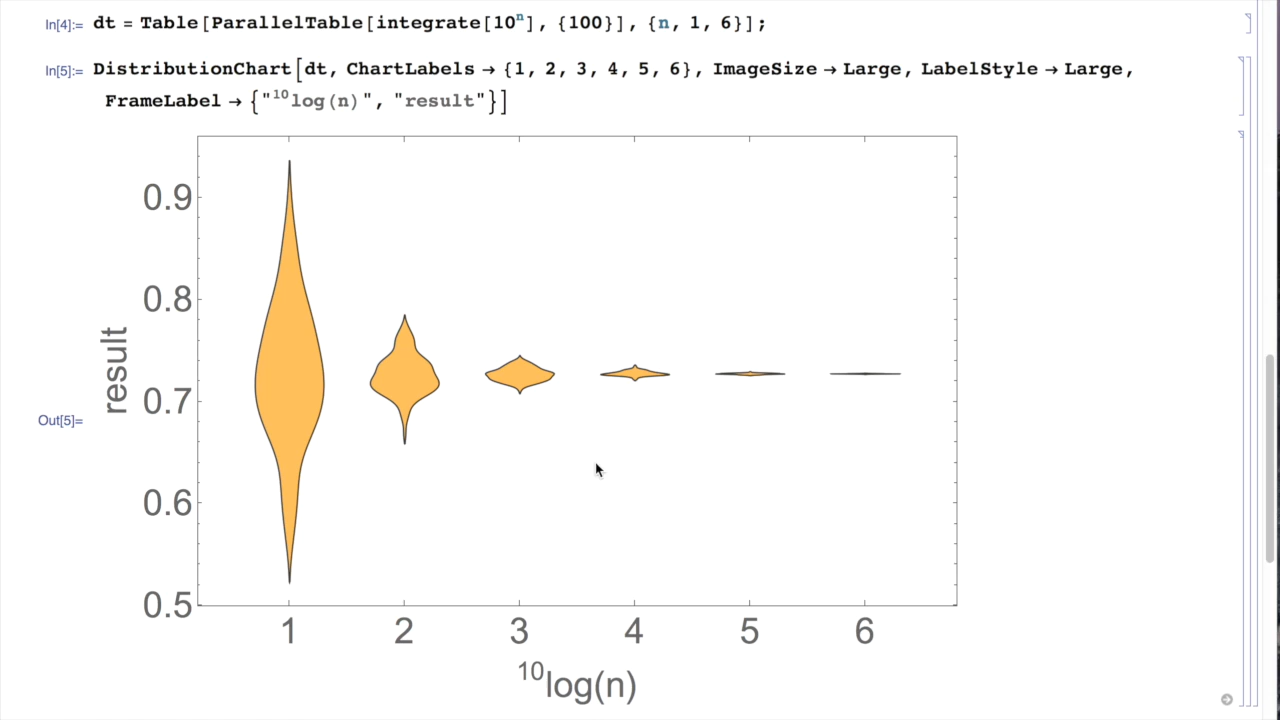 In[4]:= dt = Table[ParallelTable[integrate[10ⁿ], {100}], {n, 1, 6}];
In[5]:= DistributionChart[dt, ChartLabels → {1, 2, 3, 4, 5, 6}, ImageSize → Large, LabelStyle → Large,
FrameLabel → {"¹⁰log(n)", "result"}]
0.9
0.8
0.7
0.6
0.5
result
Out[5]=
1 2 3 4 5 6
¹⁰log(n)